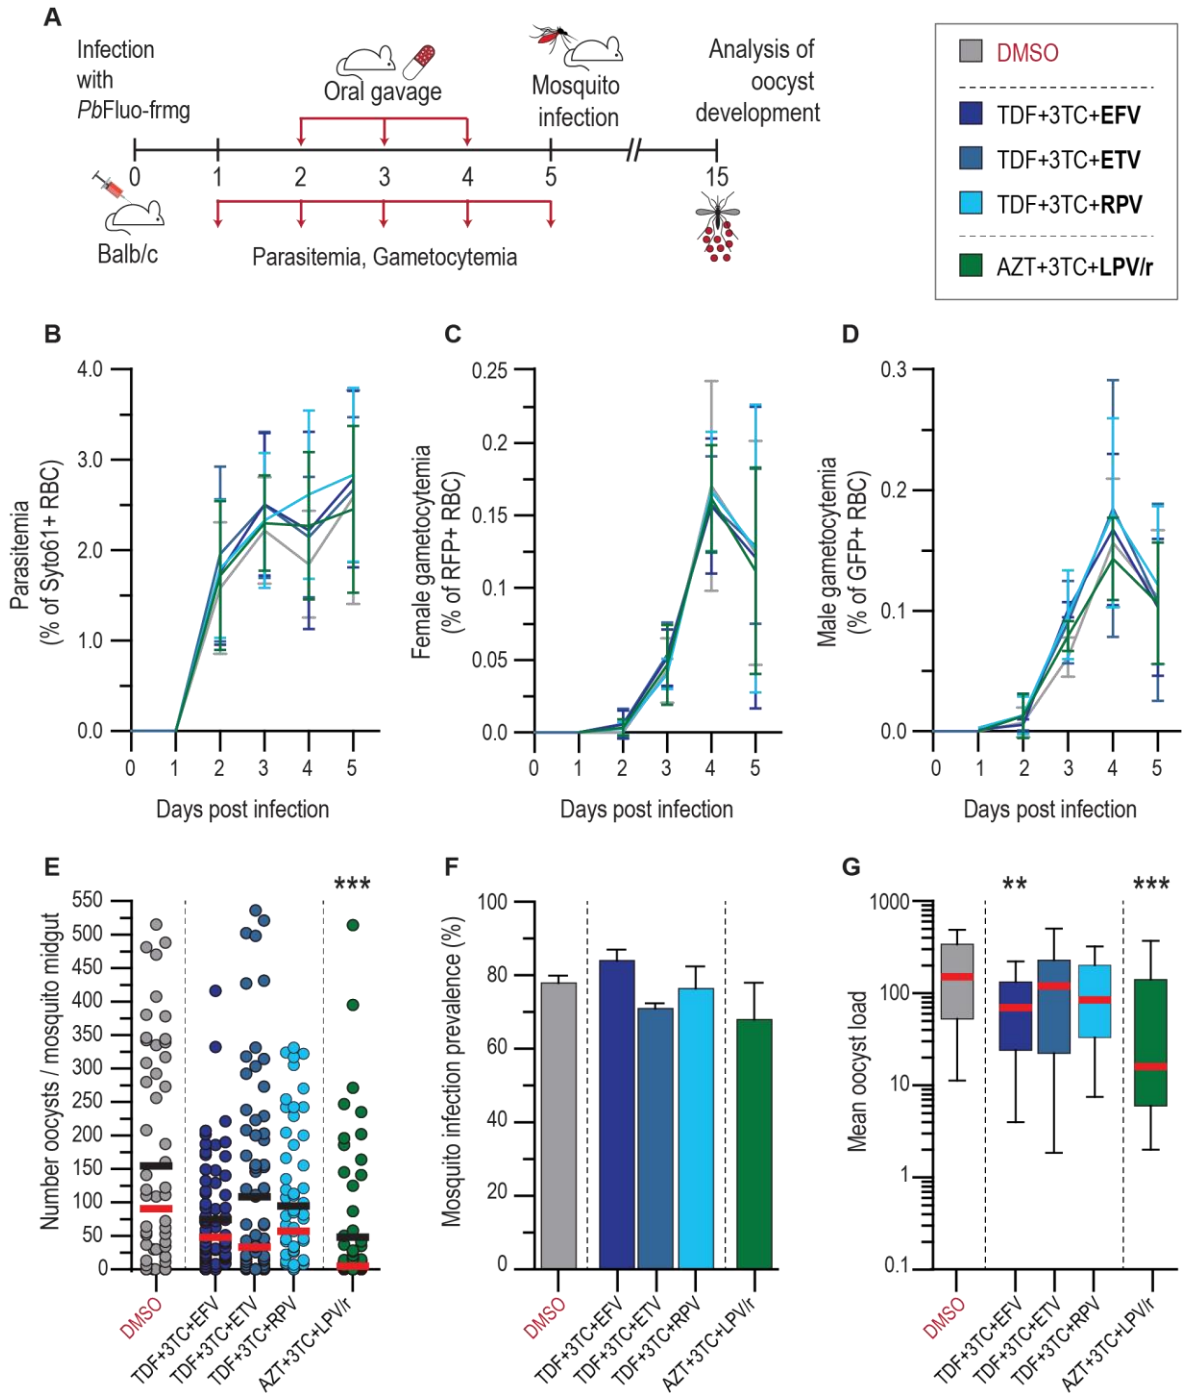 A
Infection
with
PbFluo-frmg
Oral gavage
Mosquito
infection
Analysis of
oocyst
development
0 1 2 3 4 5 15
Balb/c
Parasitemia, Gametocytemia
DMSO
TDF+3TC+EFV
TDF+3TC+ETV
TDF+3TC+RPV
AZT+3TC+LPV/r
B
Parasitemia
(% of Syto61+ RBC)
4.0
3.0
2.0
1.0
0.0
0 1 2 3 4 5
Days post infection
C
Female gametocytemia
(% of RFP+ RBC)
0.25
0.2
0.15
0.1
0.05
0.0
0 1 2 3 4 5
Days post infection
D
Male gametocytemia
(% of GFP+ RBC)
0.3
0.2
0.1
0.0
0 1 2 3 4 5
Days post infection
E
Number oocysts / mosquito midgut
550
500
450
400
350
300
250
200
150
100
50
0
***
DMSO
TDF+3TC+EFV
TDF+3TC+ETV
TDF+3TC+RPV
AZT+3TC+LPV/r
F
Mosquito infection prevalence (%)
100
80
60
40
20
0
DMSO
TDF+3TC+EFV
TDF+3TC+ETV
TDF+3TC+RPV
AZT+3TC+LPV/r
G
Mean oocyst load
1000
100
10
1
0.1
** ***
DMSO
TDF+3TC+EFV
TDF+3TC+ETV
TDF+3TC+RPV
AZT+3TC+LPV/r